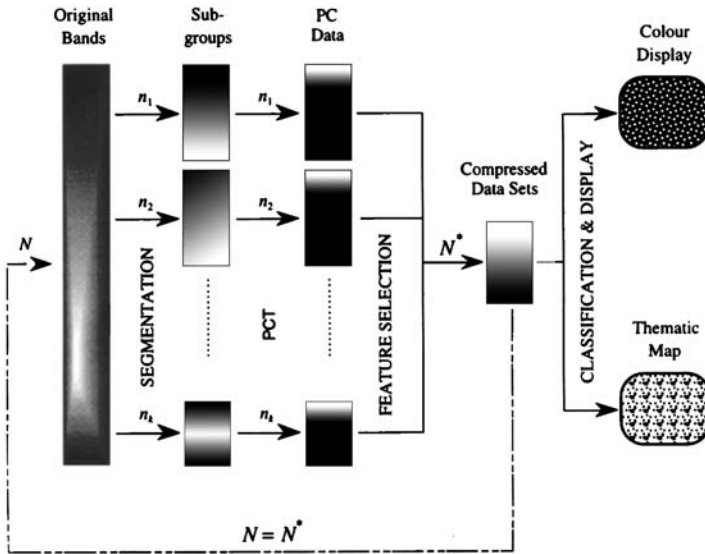 Original
Bands
Sub-
groups
PC
Data
Colour
Display
n₁
n₁
n₂
n₂
N
SEGMENTATION
PCT
FEATURE SELECTION
N*
Compressed
Data Sets
CLASSIFICATION & DISPLAY
Thematic
Map
nₖ
nₖ
N = N*